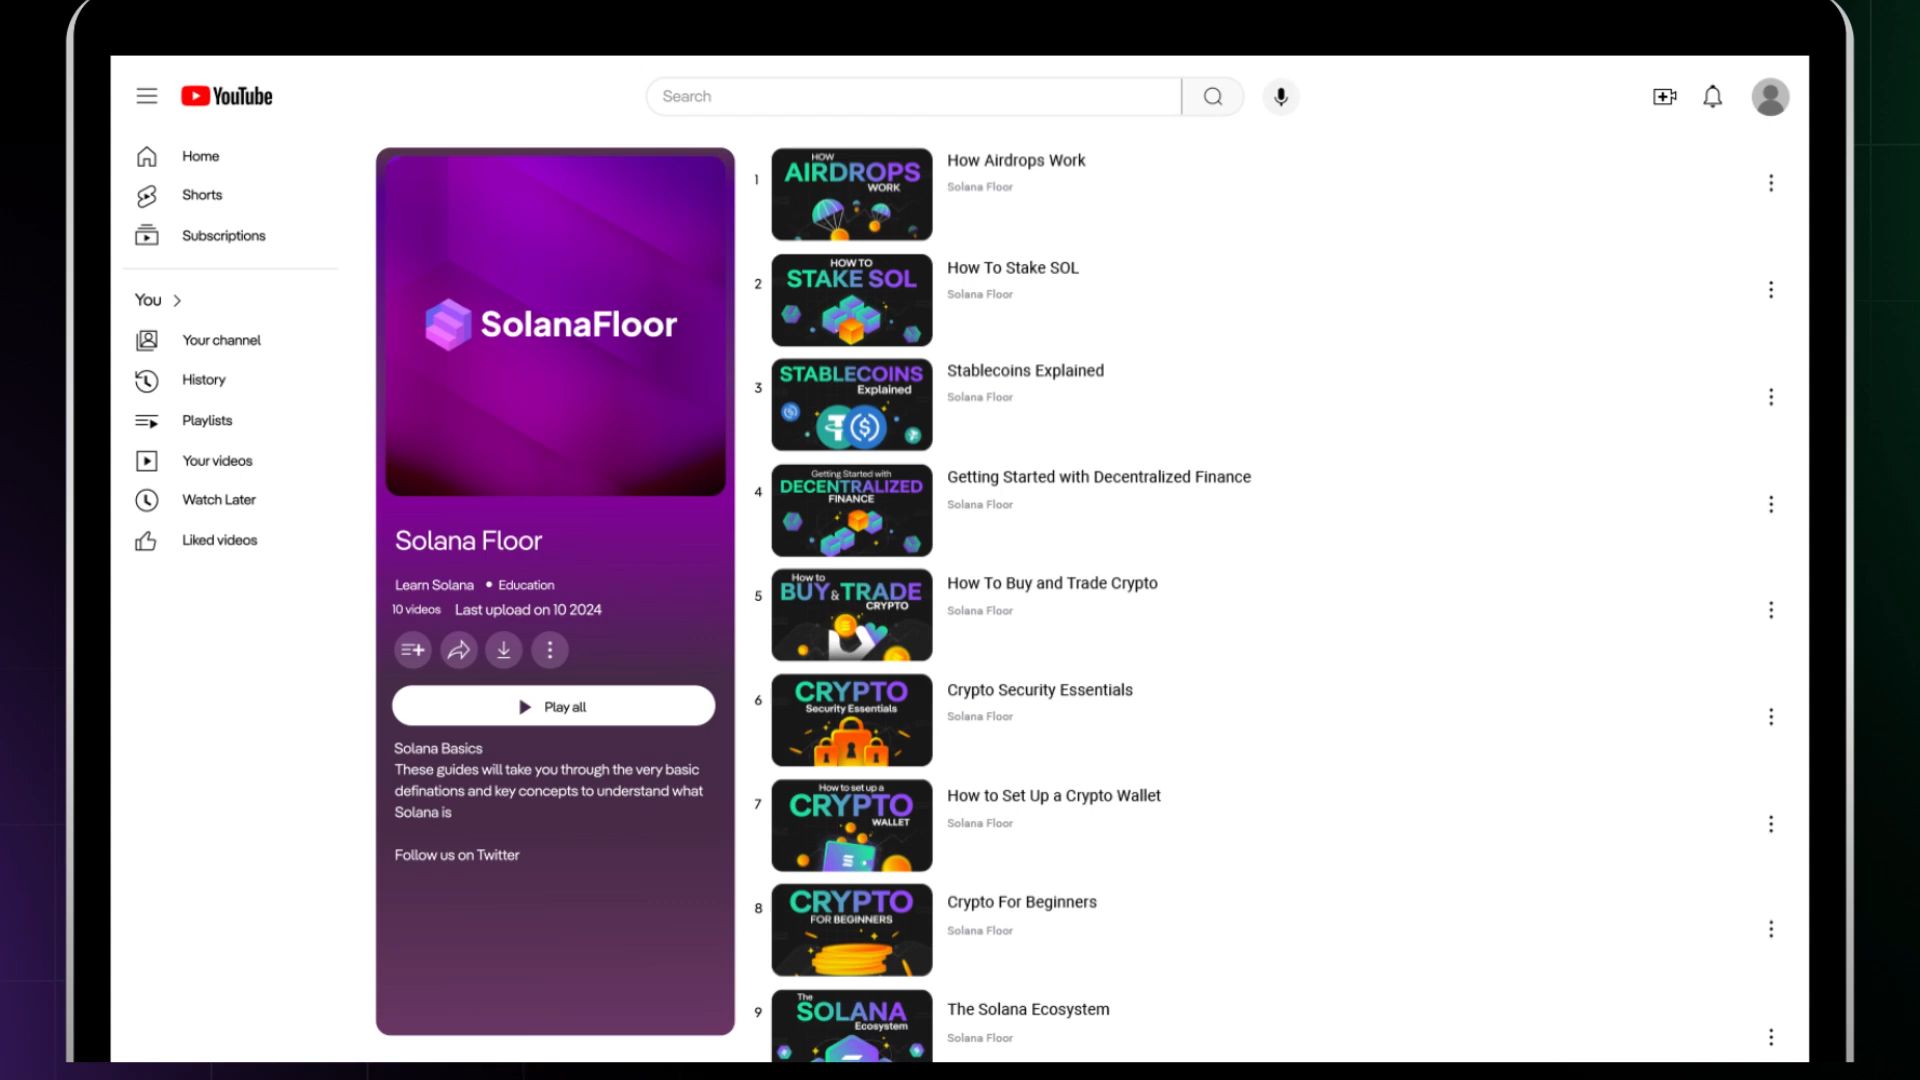 YouTube
Search
Home
Shorts
Subscriptions
You
Your channel
History
Playlists
Your videos
Watch Later
Liked videos
SolanaFloor
Solana Floor
Learn Solana • Education
10 videos Last upload on 10 2024
Play all
Solana Basics
These guides will take you through the very basic
definations and key concepts to understand what
Solana is
Follow us on Twitter
1
HOW
AIRDROPS
WORK
How Airdrops Work
Solana Floor
2
HOW TO
STAKE SOL
How To Stake SOL
Solana Floor
3
STABLECOINS
Explained
Stablecoins Explained
Solana Floor
4
Getting Started with
DECENTRALIZED
FINANCE
Getting Started with Decentralized Finance
Solana Floor
5
How to
BUY & TRADE
CRYPTO
How To Buy and Trade Crypto
Solana Floor
6
CRYPTO
Security Essentials
Crypto Security Essentials
Solana Floor
7
How to set up a
CRYPTO
WALLET
How to Set Up a Crypto Wallet
Solana Floor
8
CRYPTO
FOR BEGINNERS
Crypto For Beginners
Solana Floor
9
The
SOLANA
Ecosystem
The Solana Ecosystem
Solana Floor